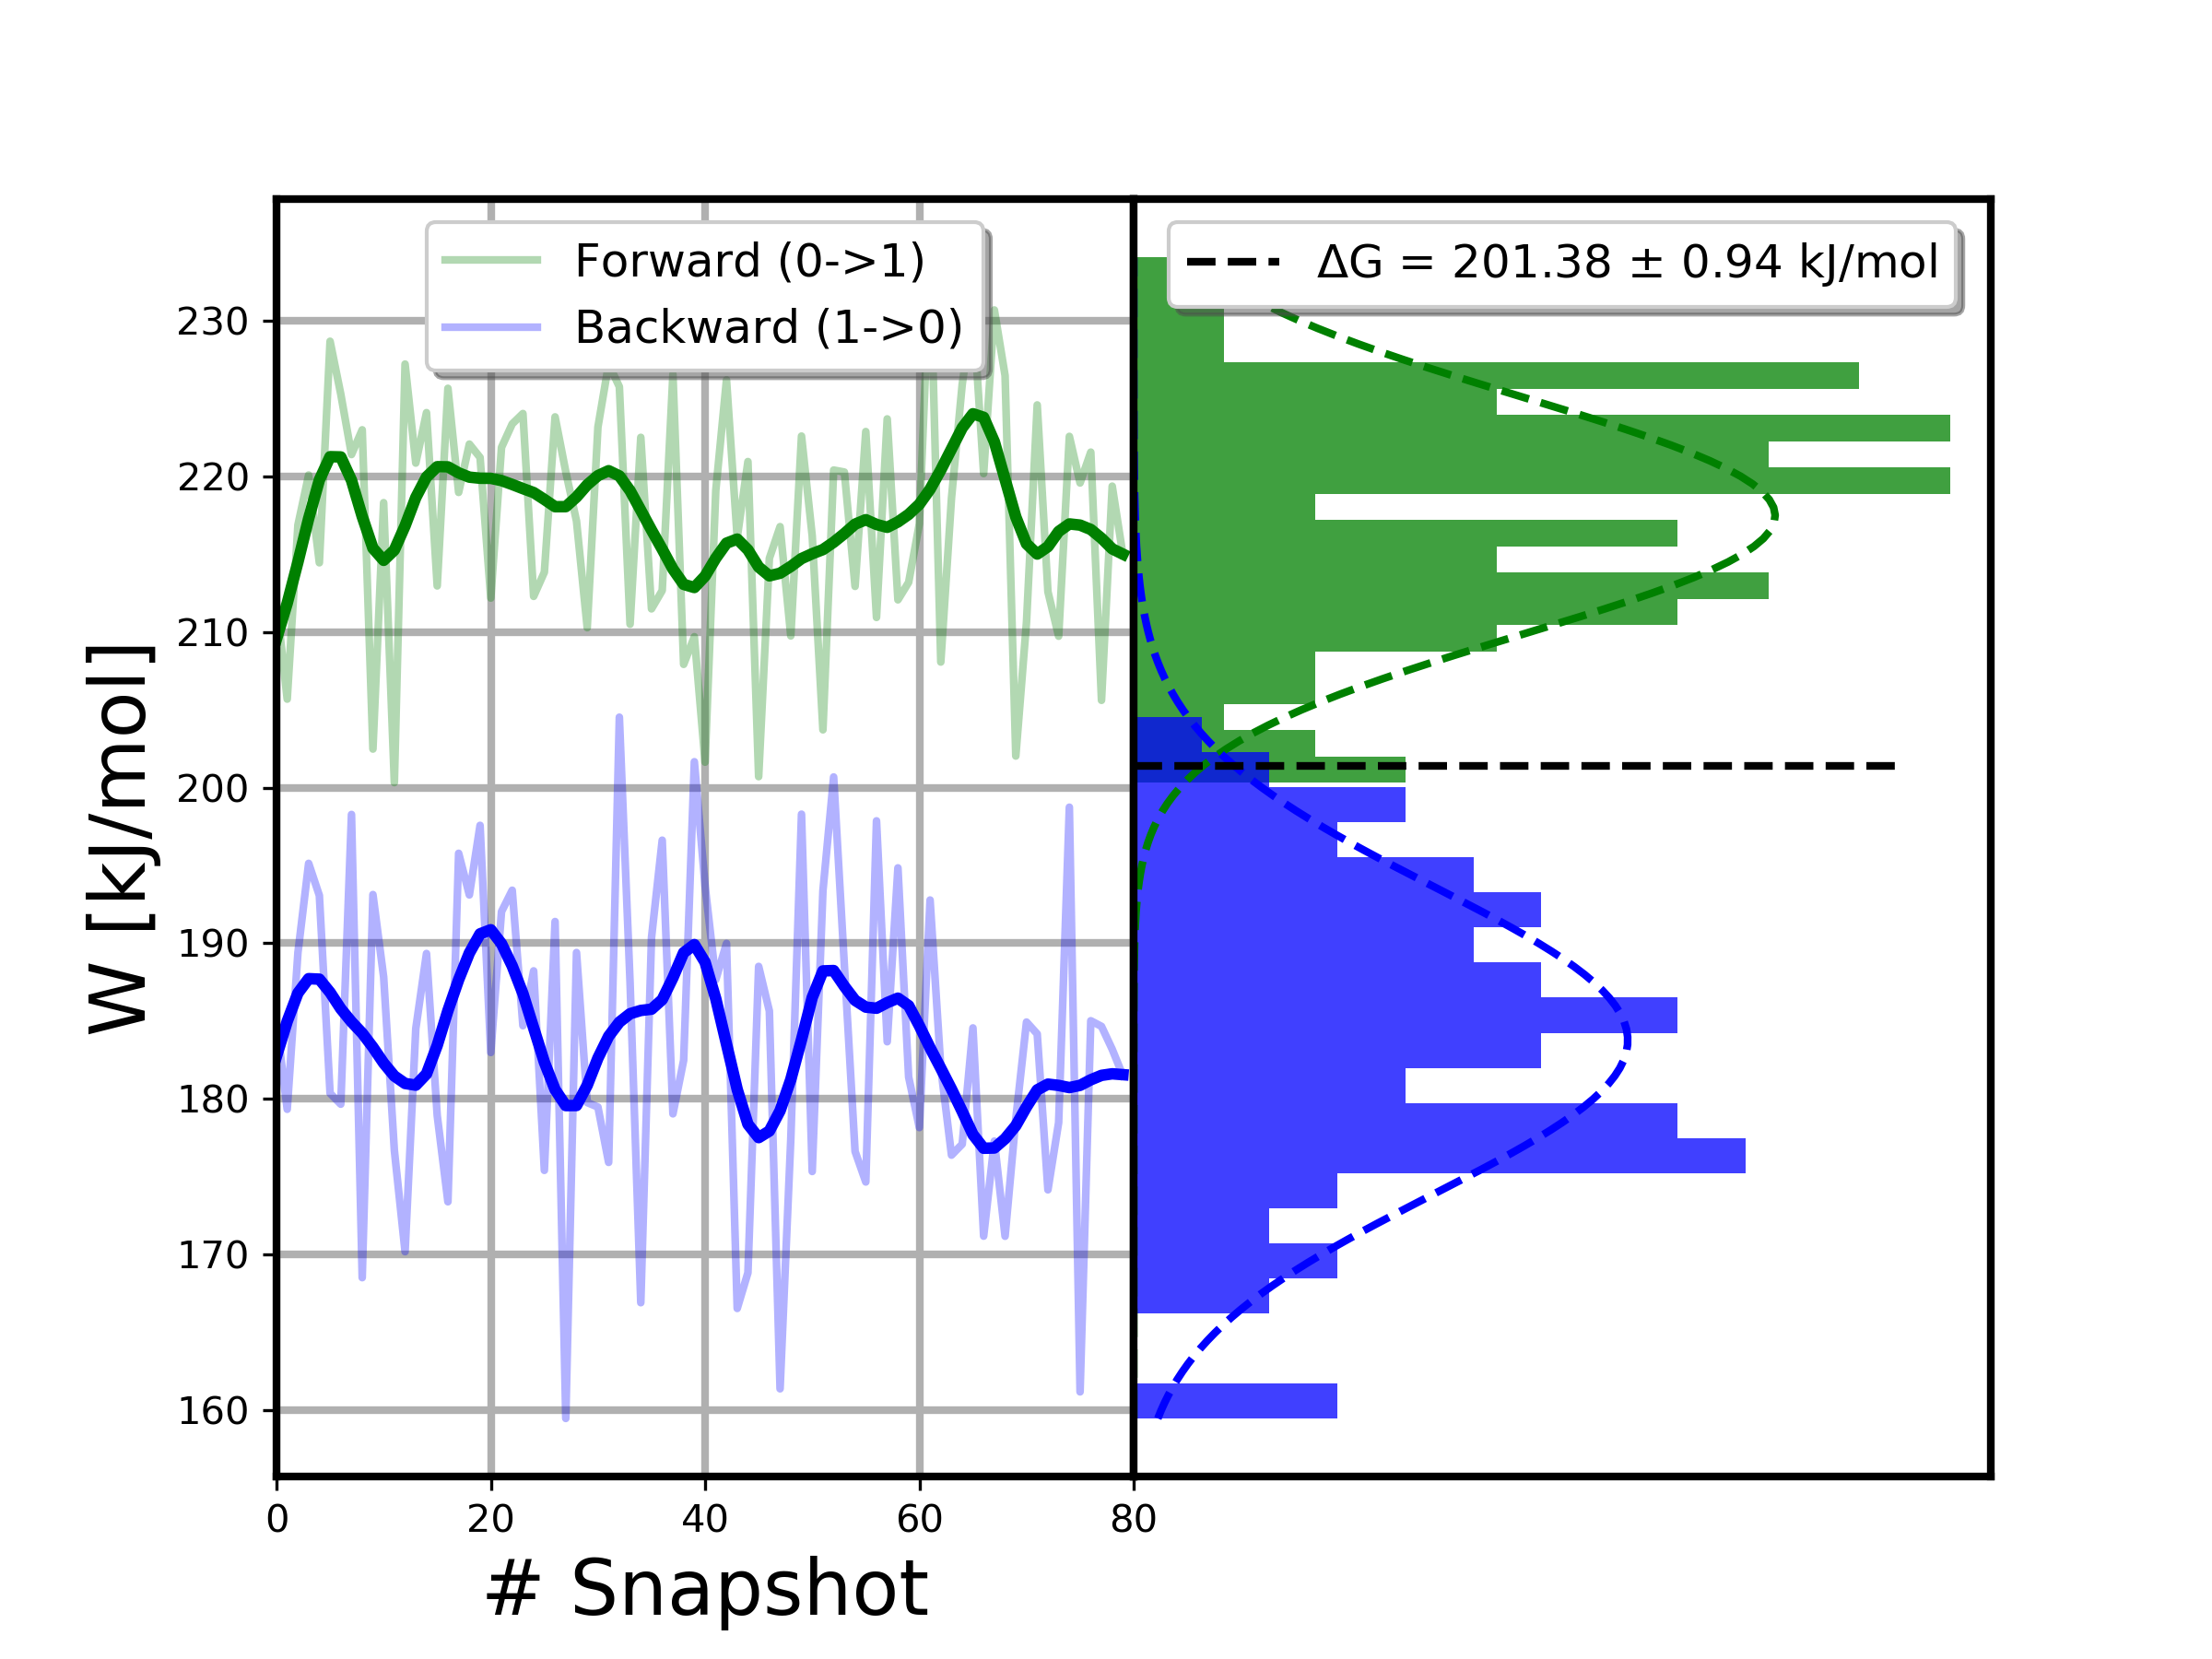 Forward (0->1)
Backward (1->0)
ΔG = 201.38 ± 0.94 kJ/mol
W [kJ/mol]
230
220
210
200
190
180
170
160
0 20 40 60 80
# Snapshot